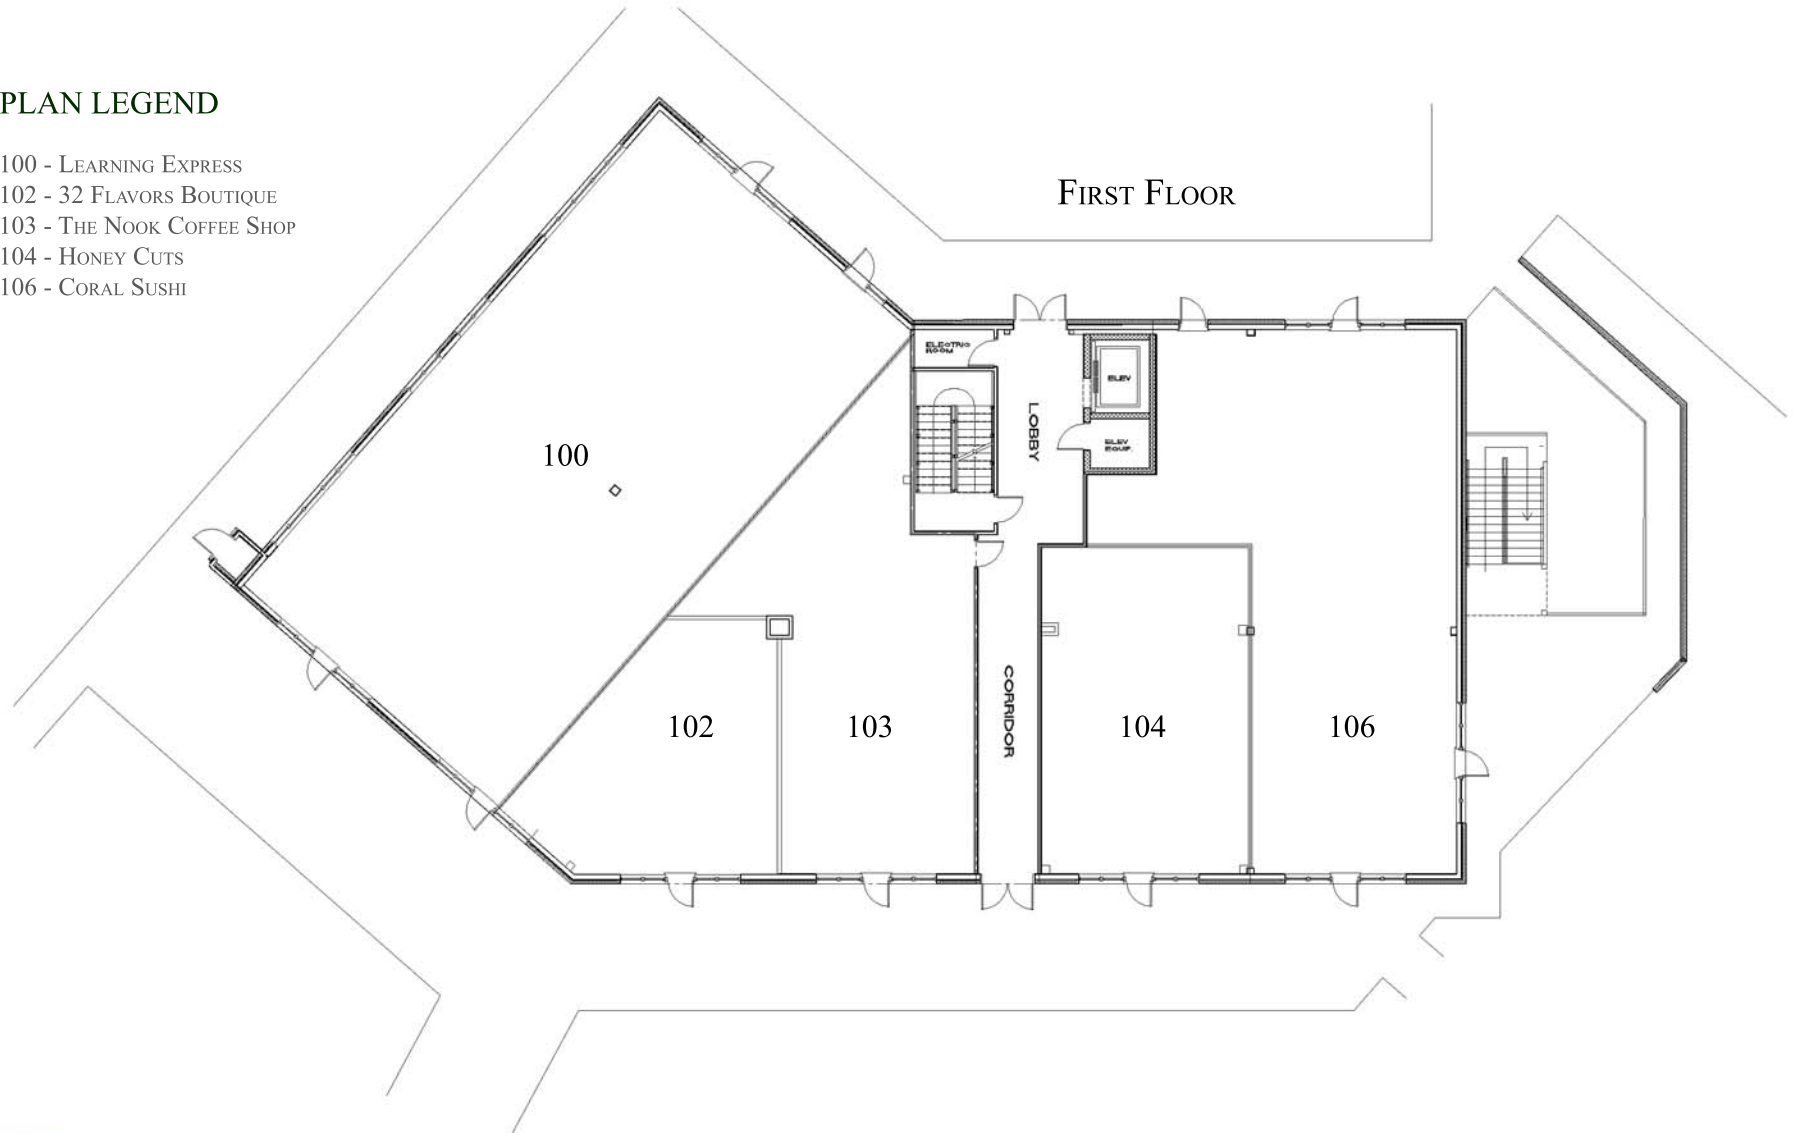 PLAN LEGEND
100 - Learning Express
102 - 32 Flavors Boutique
103 - The Nook Coffee Shop
104 - Honey Cuts
106 - Coral Sushi
First Floor
ELECTRIC
ROOM
ELEV
LOBBY
ELEV
EQUIP.
100
CORRIDOR
102
103
104
106